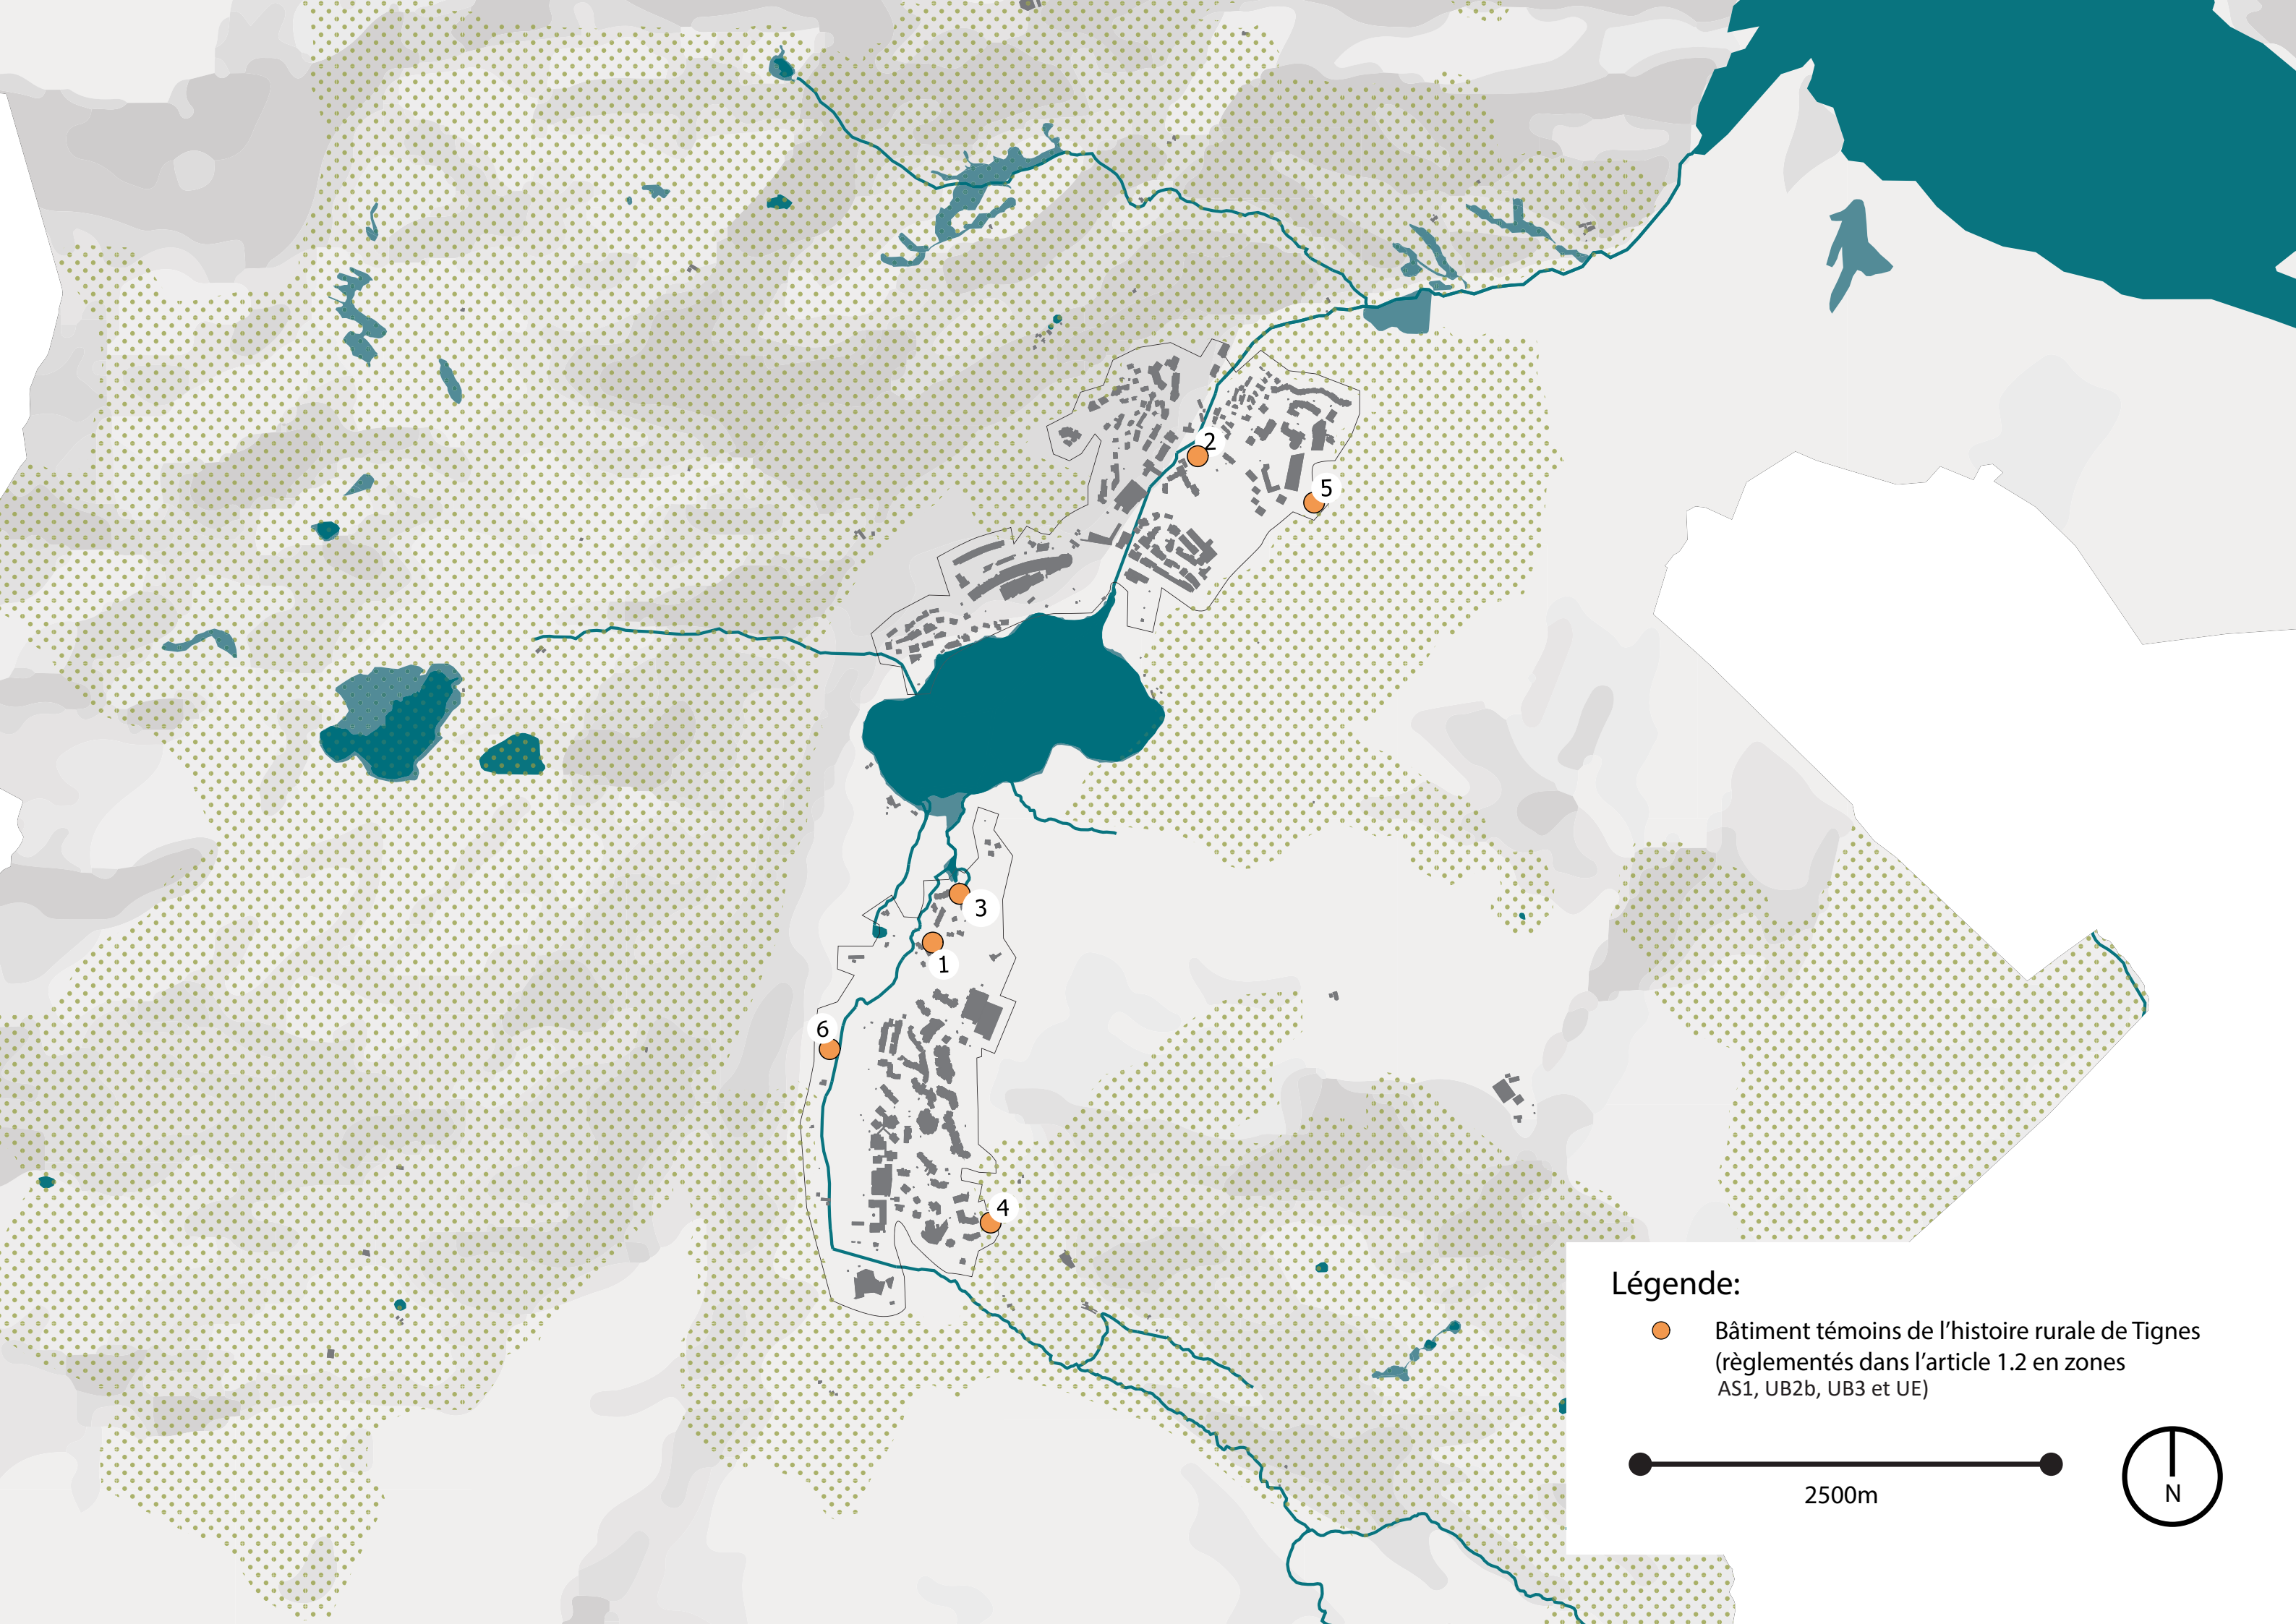 2
5
3
1
6
4
Légende:
Bâtiment témoins de l’histoire rurale de Tignes
(règlementés dans l’article 1.2 en zones
AS1, UB2b, UB3 et UE)
2500m
N